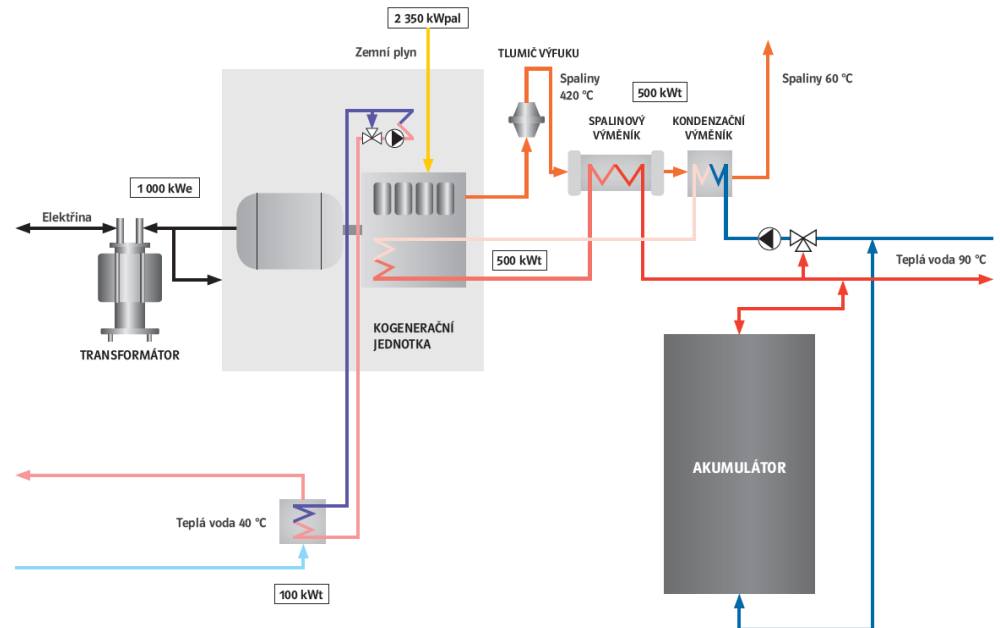 2 350 kWpal
Zemní plyn
TLUMIČ VÝFUKU
Spaliny
420 °C
500 kWt
Spaliny 60 °C
SPALINOVÝ
VÝMĚNÍK
KONDENZAČNÍ
VÝMĚNÍK
1 000 kWe
Elektřina
500 kWt
Teplá voda 90 °C
KOGENERAČNÍ
JEDNOTKA
TRANSFORMÁTOR
AKUMULÁTOR
Teplá voda 40 °C
100 kWt